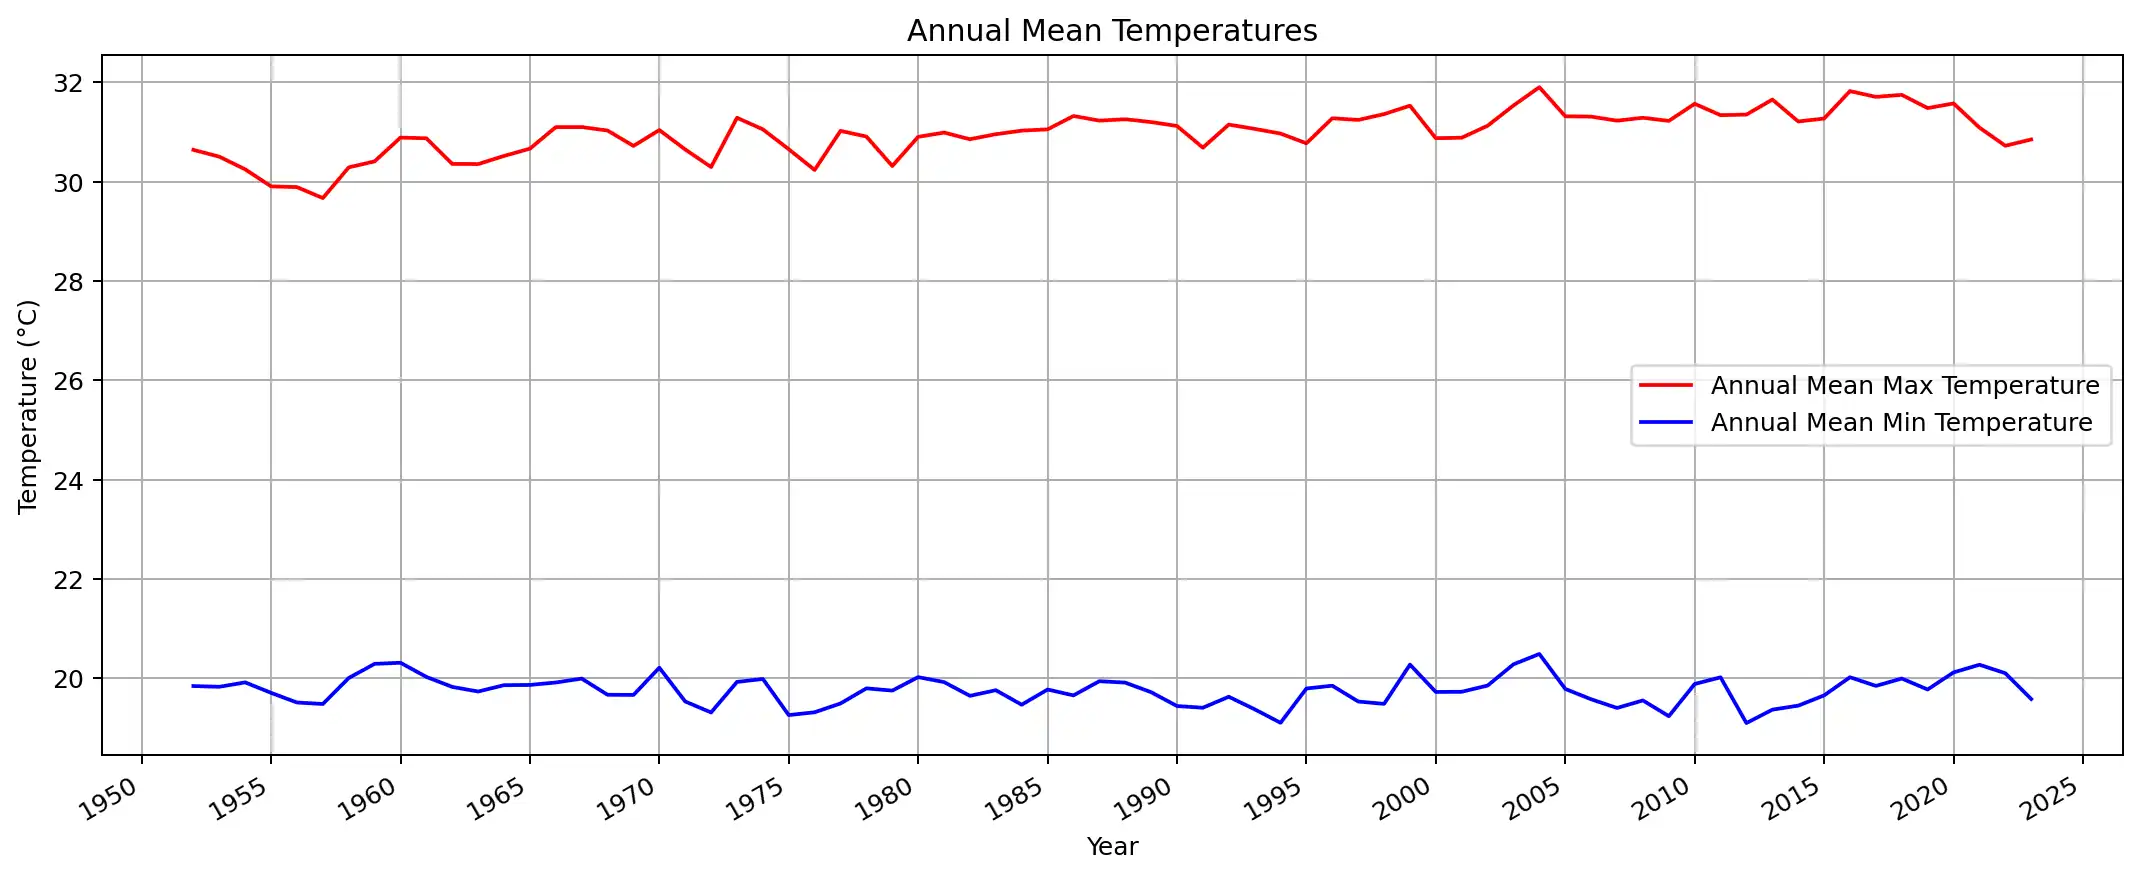 Annual Mean Temperatures
32
30
28
26
24
22
20
Temperature (°C)
Annual Mean Max Temperature
Annual Mean Min Temperature
1950 1955 1960 1965 1970 1975 1980 1985 1990 1995 2000 2005 2010 2015 2020 2025
Year